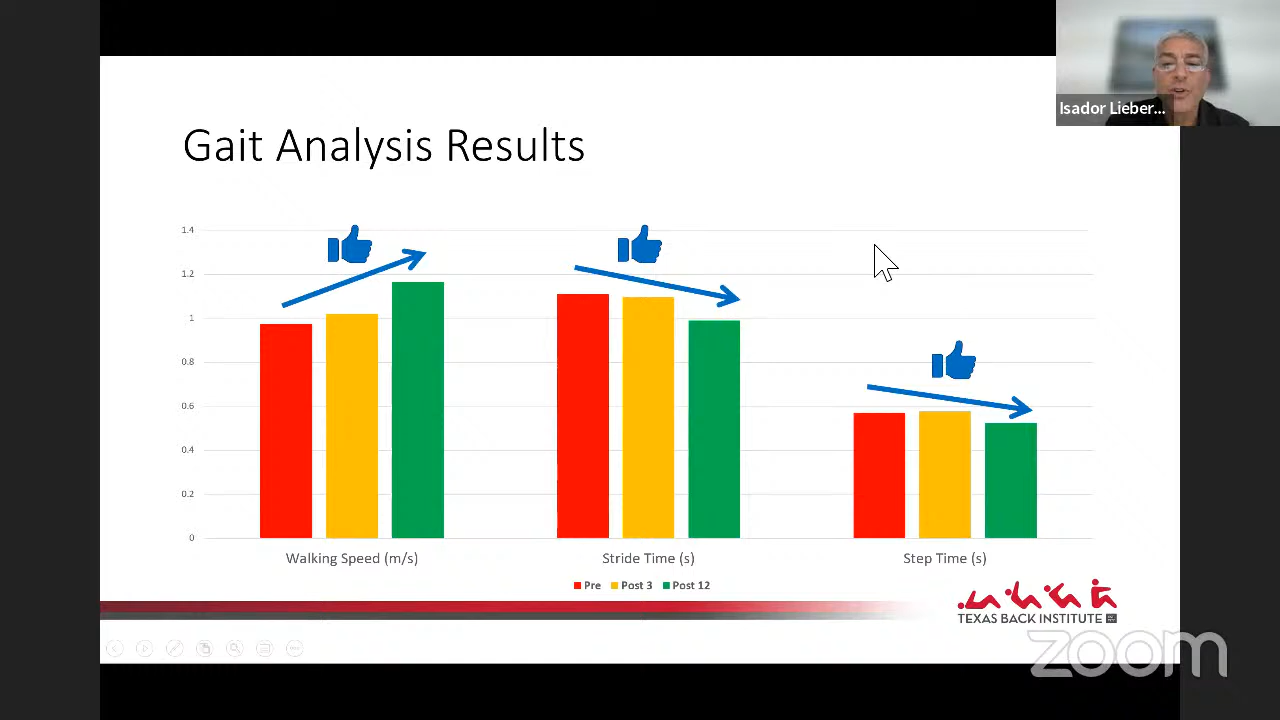 Isador Lieber...
Gait Analysis Results
1.4
1.2
1
0.8
0.6
0.4
0.2
0
Walking Speed (m/s)
Stride Time (s)
Step Time (s)
Pre Post 3 Post 12
TEXAS BACK INSTITUTE
zoom